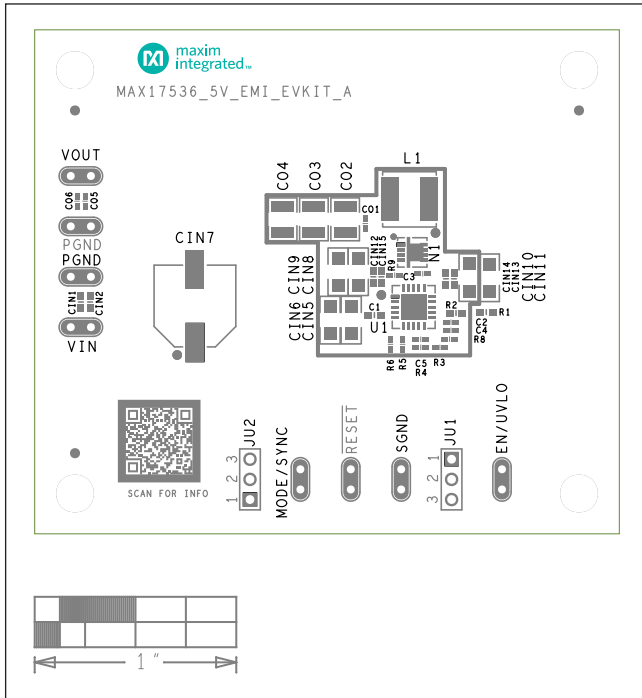 maxim
integrated™
MAX17536_5V_EMI_EVKIT_A
VOUT
CO6
CO5
PGND
PGND
CIN1
CIN2
VIN
CIN7
CO4
CO3
CO2
CO1
L1
N1
CIN12
CIN15
R9
C3
CIN9
CIN8
CIN6
CIN5
C1
U1
CIN14
CIN13
CIN10
CIN11
R2
R1
C2
C4
R8
R6
R5
C5
R4
R3
SCAN FOR INFO
JU2
1 2 3
MODE/SYNC
RESET
SGND
JU1
3 2 1
EN/UVLO
1 "